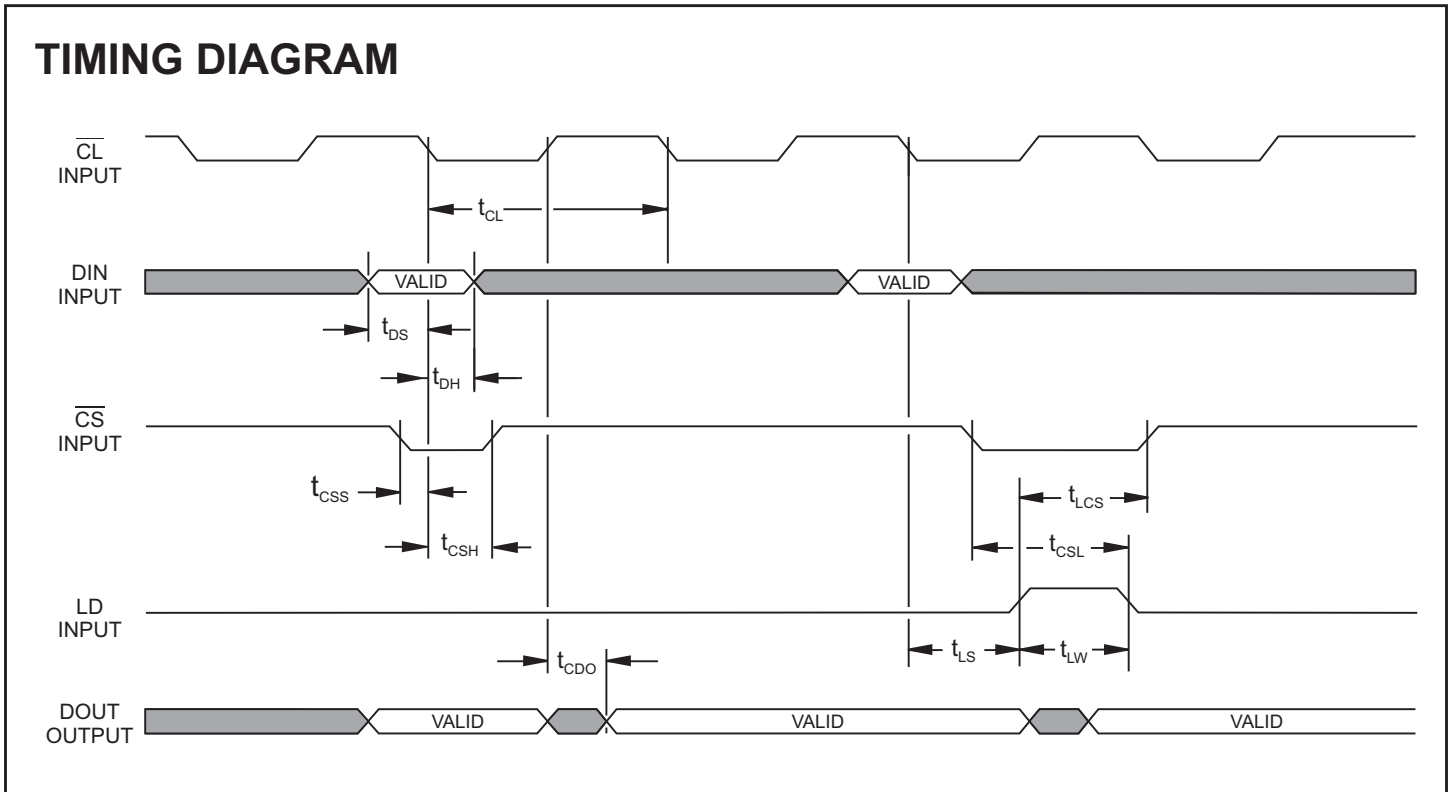 TIMING DIAGRAM
CL
INPUT
tCL
DIN
INPUT
VALID
VALID
tDS
tDH
CS
INPUT
tCSS
tLCS
tCSH
tCSL
LD
INPUT
tLS
tLW
tCDO
DOUT
OUTPUT
VALID
VALID
VALID